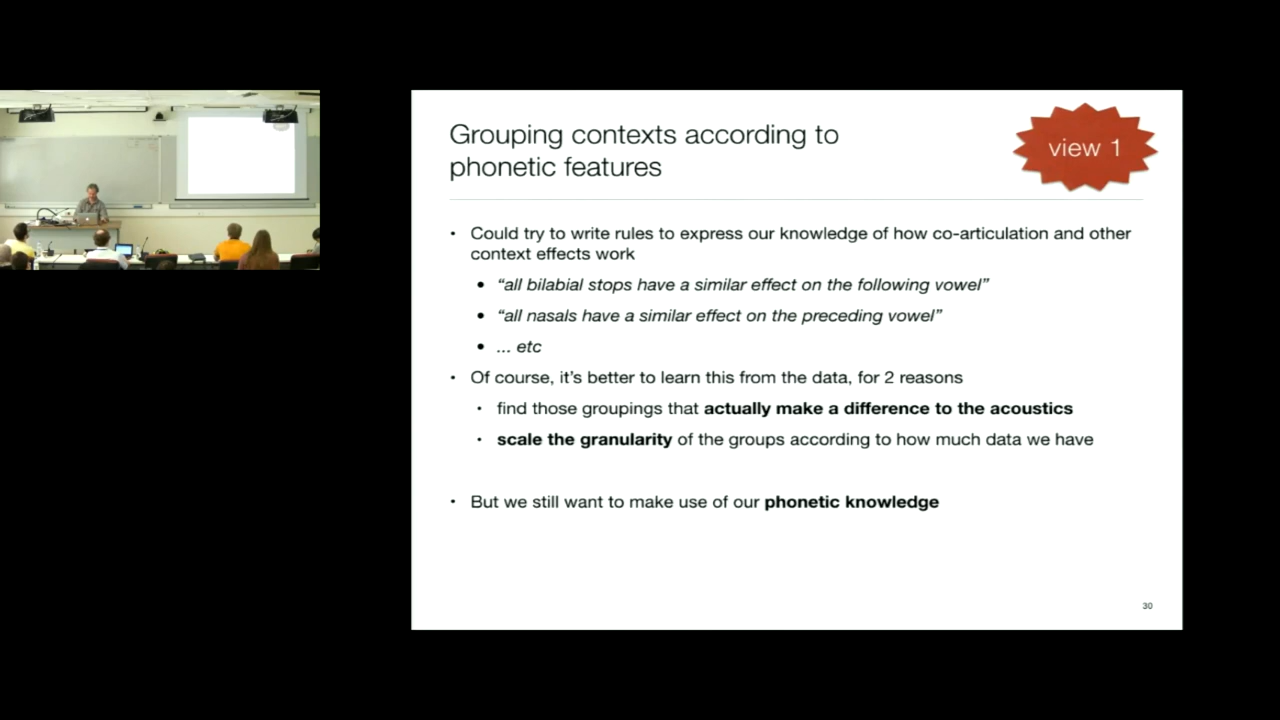 Grouping contexts according to
phonetic features
view 1
• Could try to write rules to express our knowledge of how co-articulation and other
context effects work
• “all bilabial stops have a similar effect on the following vowel”
• “all nasals have a similar effect on the preceding vowel”
• ... etc
• Of course, it’s better to learn this from the data, for 2 reasons
• find those groupings that actually make a difference to the acoustics
• scale the granularity of the groups according to how much data we have
• But we still want to make use of our phonetic knowledge
30